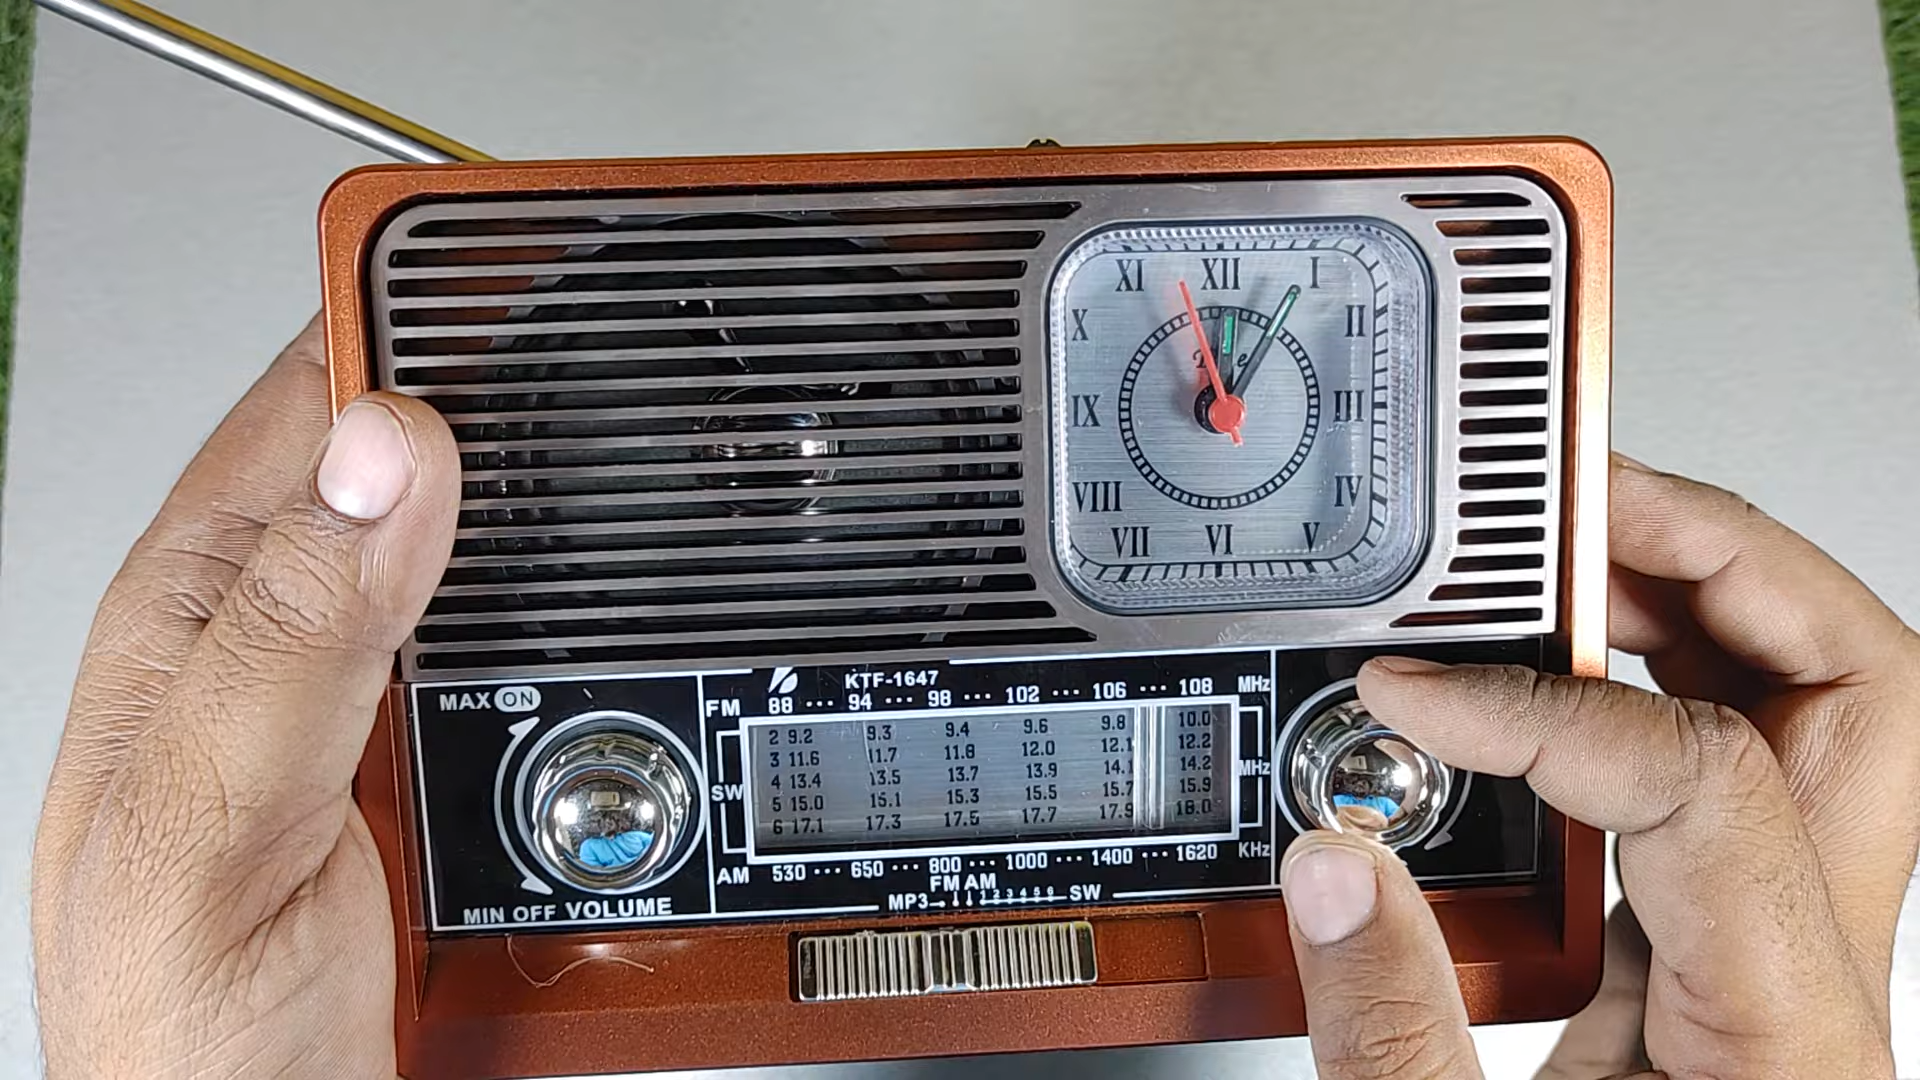 XI XII I
X II
IX III
VIII IV
VII VI V
KTF-1647
MAX ON
FM 88 ••• 94 ••• 98 ••• 102 ••• 106 ••• 108 MHz
2 9.2 9.3 9.4 9.6 9.8 10.0
3 11.6 11.7 11.8 12.0 12.1 12.2
SW 4 13.4 13.5 13.7 13.9 14.1 14.2 MHz
5 15.0 15.1 15.3 15.5 15.7 15.9
6 17.1 17.3 17.5 17.7 17.9 18.0
AM 530 ••• 650 ••• 800 ••• 1000 ••• 1400 ••• 1620 KHz
FM AM
MP3 1 2 3 4 5 6 SW
MIN OFF VOLUME